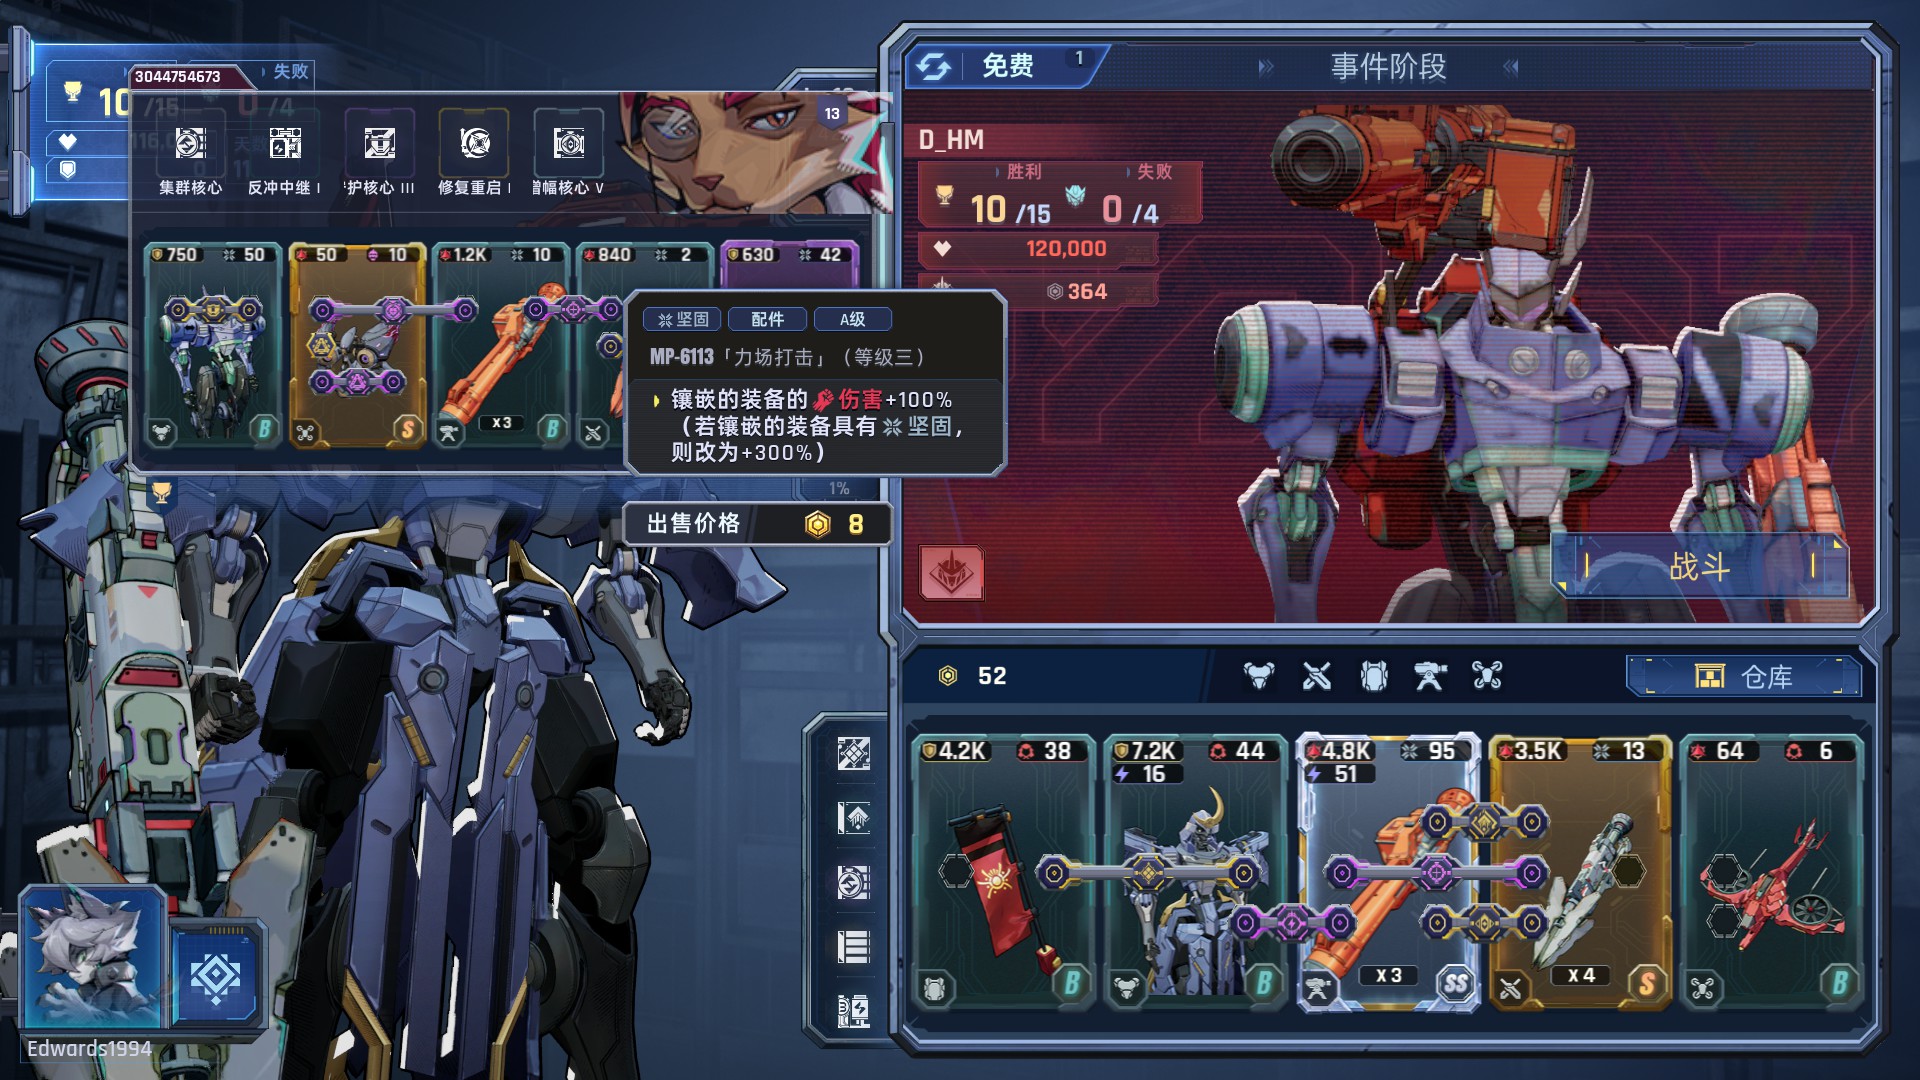 3044754673
失败
10 /15
0 /4
13
集群核心
反冲中继 I
护核心 III
修复重启 I
增幅核心 V
750
50
50
10
1.2K
10
840
2
630
42
B
S
x3
B
坚固
配件
A级
MP-6113「力场打击」（等级三）
镶嵌的装备的伤害+100%
（若镶嵌的装备具有坚固，
则改为+300%）
1%
出售价格
8
免费
1
事件阶段
D_HM
胜利
失败
10 /15
0 /4
120,000
364
战斗
52
仓库
4.2K
38
7.2K
44
16
4.8K
95
51
3.5K
13
64
6
B
B
x3
SS
x4
S
B
Edwards1994